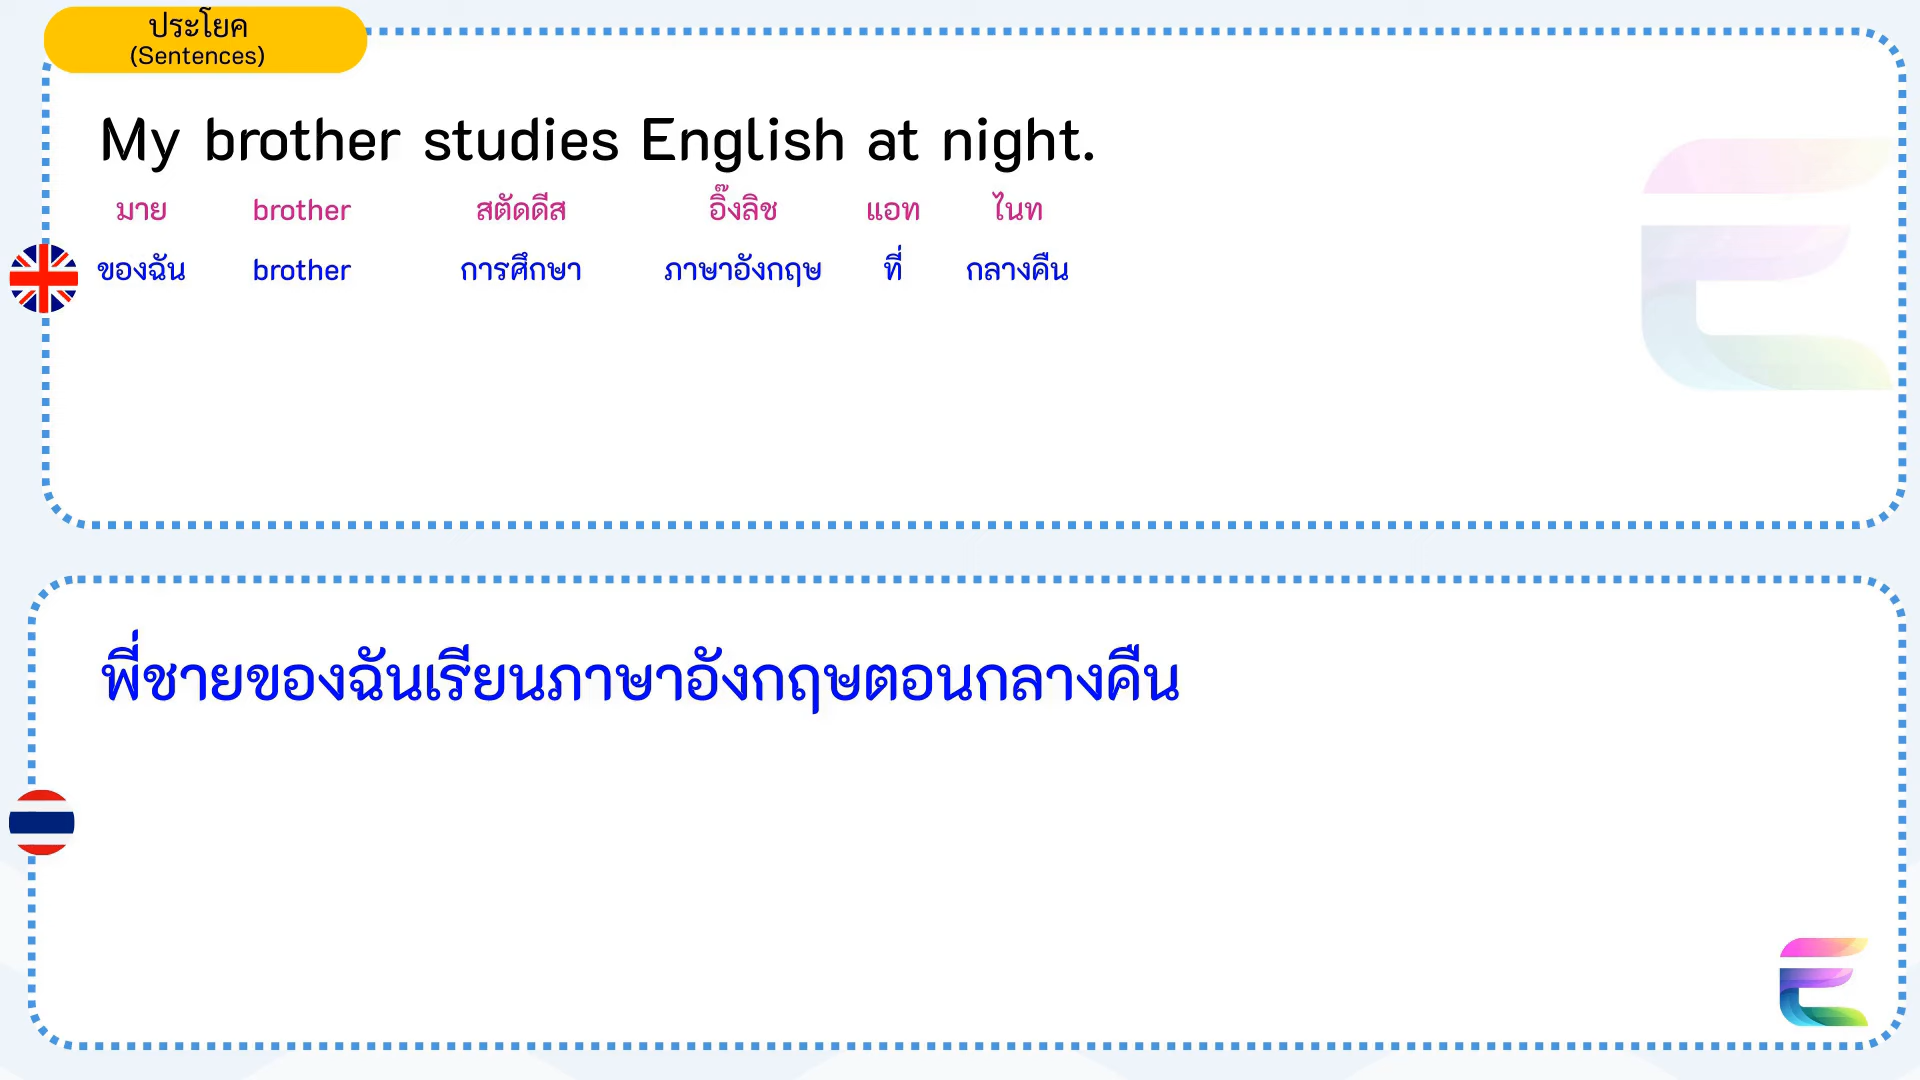 ประโยค
(Sentences)
My brother studies English at night.
มาย brother สตัดดีส อิ๊งลิช แอท ไนท
ของฉัน brother การศึกษา ภาษาอังกฤษ ที่ กลางคืน
พี่ชายของฉันเรียนภาษาอังกฤษตอนกลางคืน